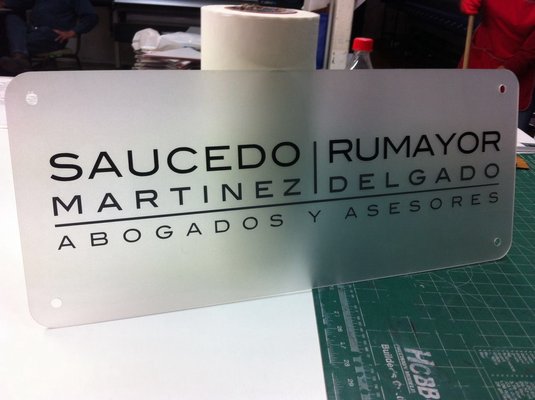 SAUCEDO | RUMAYOR
MARTINEZ | DELGADO
ABOGADOS Y ASESORES